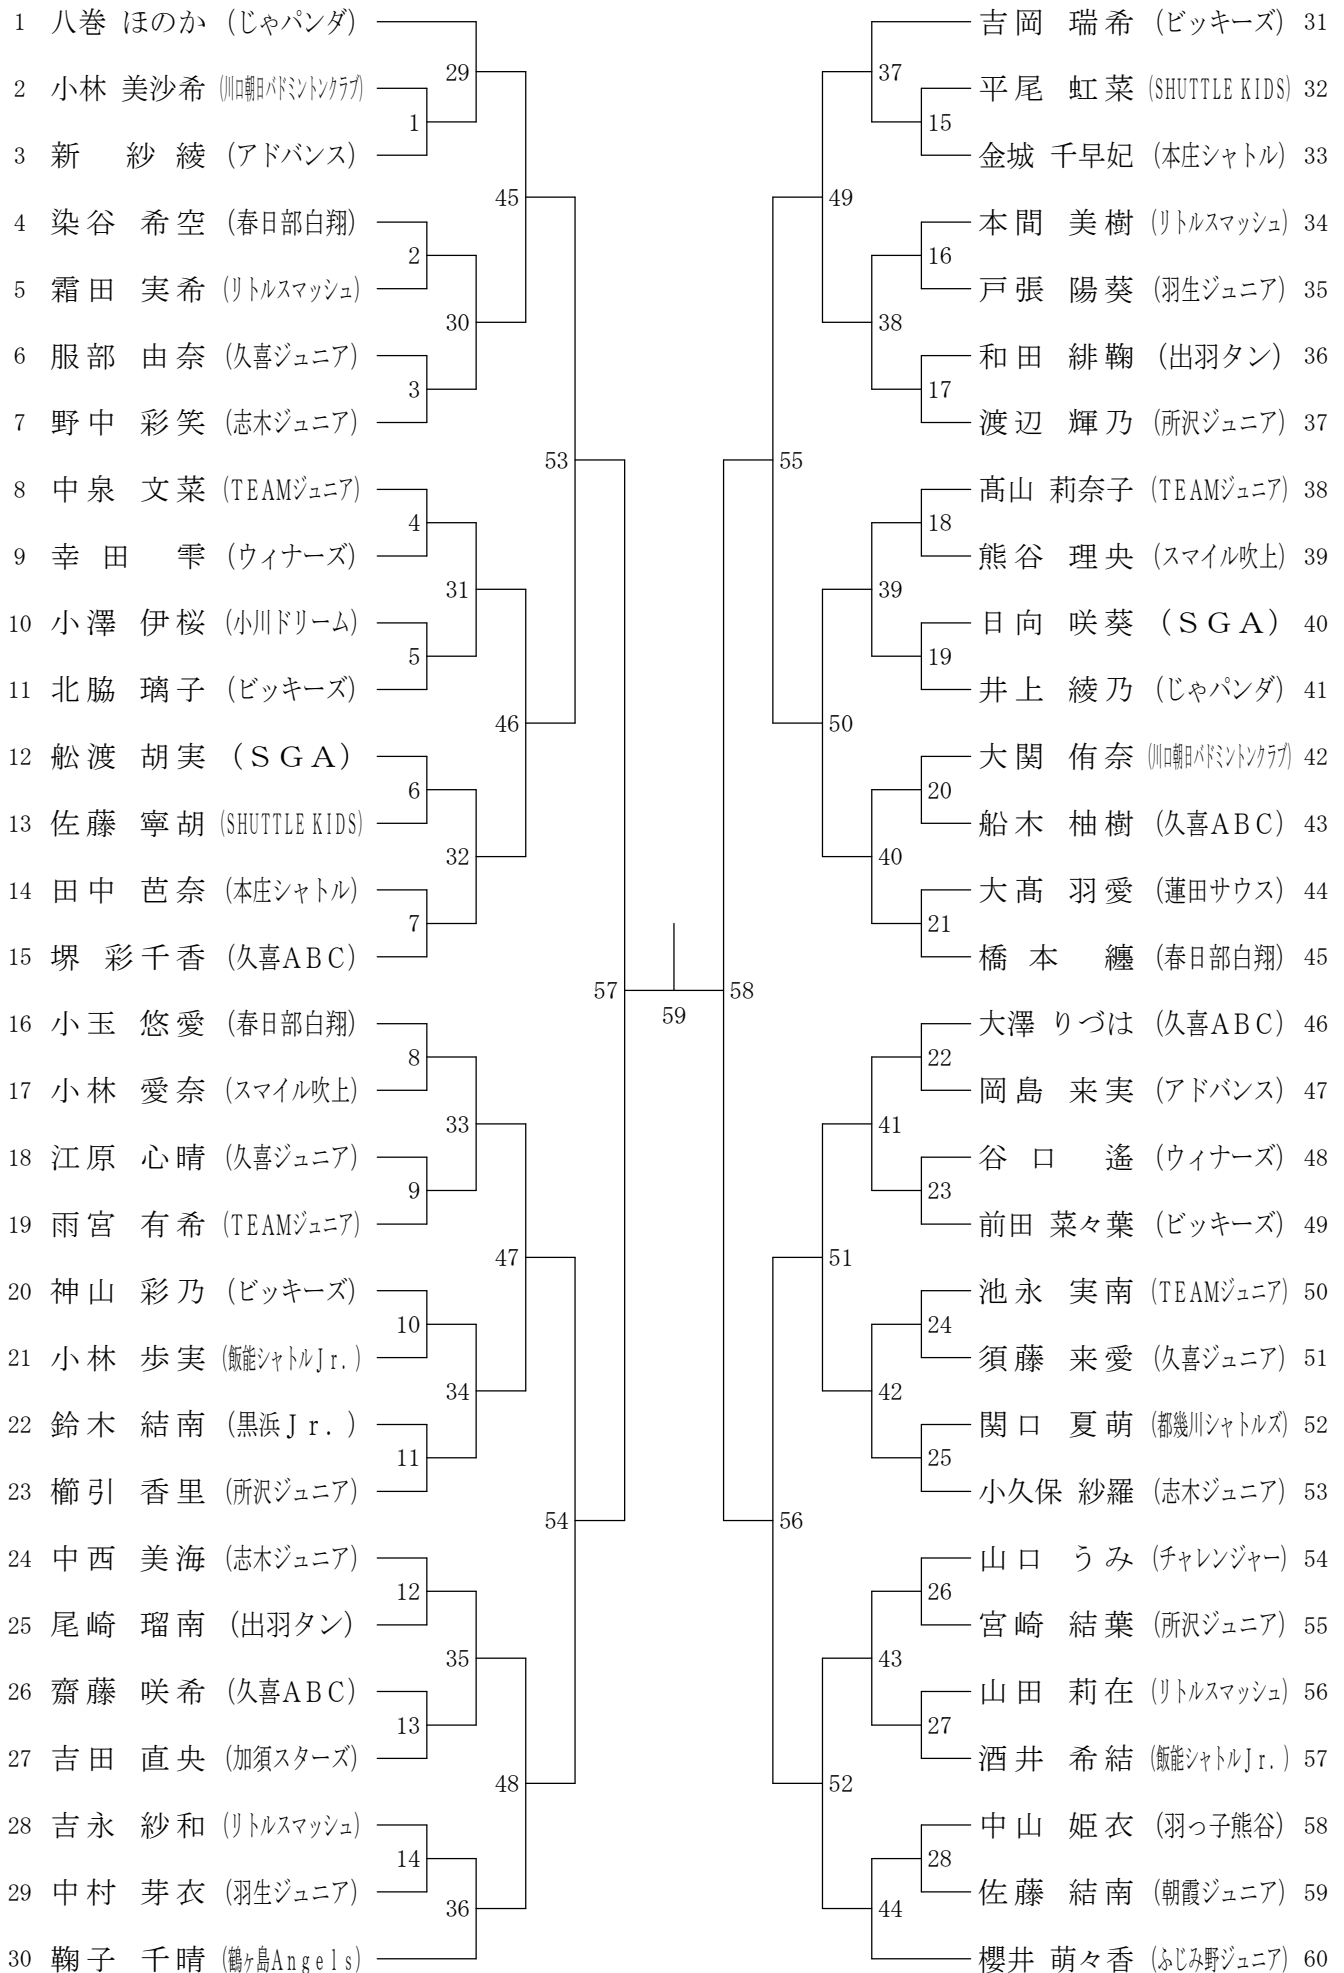 1 八巻 ほのか (じゃパンダ)
2 小林 美沙希 (川口朝日バドミントンクラブ)
3 新 紗綾 (アドバンス)
4 染谷 希空 (春日部白翔)
5 霜田 実希 (リトルスマッシュ)
6 服部 由奈 (久喜ジュニア)
7 野中 彩笑 (志木ジュニア)
8 中泉 文菜 (TEAMジュニア)
9 幸田 雫 (ウィナーズ)
10 小澤 伊桜 (小川ドリーム)
11 北脇 璃子 (ビッキーズ)
12 舩渡 胡実 (SGA)
13 佐藤 寧胡 (SHUTTLE KIDS)
14 田中 芭奈 (本庄シャトル)
15 堺 彩千香 (久喜ABC)
16 小玉 悠愛 (春日部白翔)
17 小林 愛奈 (スマイル吹上)
18 江原 心晴 (久喜ジュニア)
19 雨宮 有希 (TEAMジュニア)
20 神山 彩乃 (ビッキーズ)
21 小林 歩実 (飯能シャトルJr.)
22 鈴木 結南 (黒浜Jr.)
23 櫛引 香里 (所沢ジュニア)
24 中西 美海 (志木ジュニア)
25 尾崎 瑠南 (出羽タン)
26 齋藤 咲希 (久喜ABC)
27 吉田 直央 (加須スターズ)
28 吉永 紗和 (リトルスマッシュ)
29 中村 芽衣 (羽生ジュニア)
30 鞠子 千晴 (鶴ヶ島Angels)
1
2
3
4
5
6
7
8
9
10
11
12
13
14
29
30
31
32
33
34
35
36
45
46
47
48
53
54
57
59
58
55
56
49
50
51
52
37
38
39
40
41
42
43
44
15
16
17
18
19
20
21
22
23
24
25
26
27
28
吉岡 瑞希 (ビッキーズ) 31
平尾 虹菜 (SHUTTLE KIDS) 32
金城 千早妃 (本庄シャトル) 33
本間 美樹 (リトルスマッシュ) 34
戸張 陽葵 (羽生ジュニア) 35
和田 緋鞠 (出羽タン) 36
渡辺 輝乃 (所沢ジュニア) 37
髙山 莉奈子 (TEAMジュニア) 38
熊谷 理央 (スマイル吹上) 39
日向 咲葵 (SGA) 40
井上 綾乃 (じゃパンダ) 41
大関 侑奈 (川口朝日バドミントンクラブ) 42
船木 柚樹 (久喜ABC) 43
大髙 羽愛 (蓮田サウス) 44
橋本 纏 (春日部白翔) 45
大澤 りづは (久喜ABC) 46
岡島 来実 (アドバンス) 47
谷口 遙 (ウィナーズ) 48
前田 菜々葉 (ビッキーズ) 49
池永 実南 (TEAMジュニア) 50
須藤 来愛 (久喜ジュニア) 51
関口 夏萌 (都幾川シャトルズ) 52
小久保 紗羅 (志木ジュニア) 53
山口 うみ (チャレンジャー) 54
宮崎 結葉 (所沢ジュニア) 55
山田 莉在 (リトルスマッシュ) 56
酒井 希結 (飯能シャトルJr.) 57
中山 姫衣 (羽っ子熊谷) 58
佐藤 結南 (朝霞ジュニア) 59
櫻井 萌々香 (ふじみ野ジュニア) 60